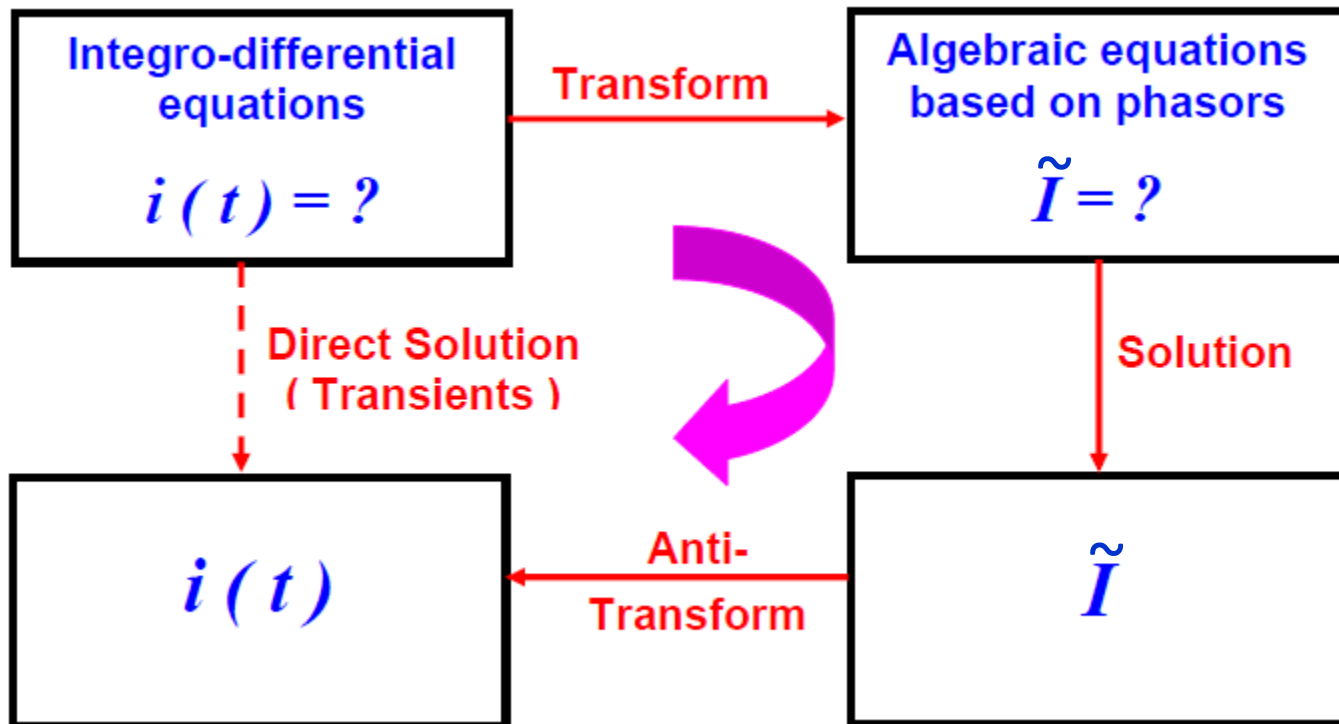 Integro-differential
equations
i ( t ) = ?
Transform
Algebraic equations
based on phasors
Ĩ = ?
Direct Solution
( Transients )
Solution
i ( t )
Anti-
Transform
Ĩ